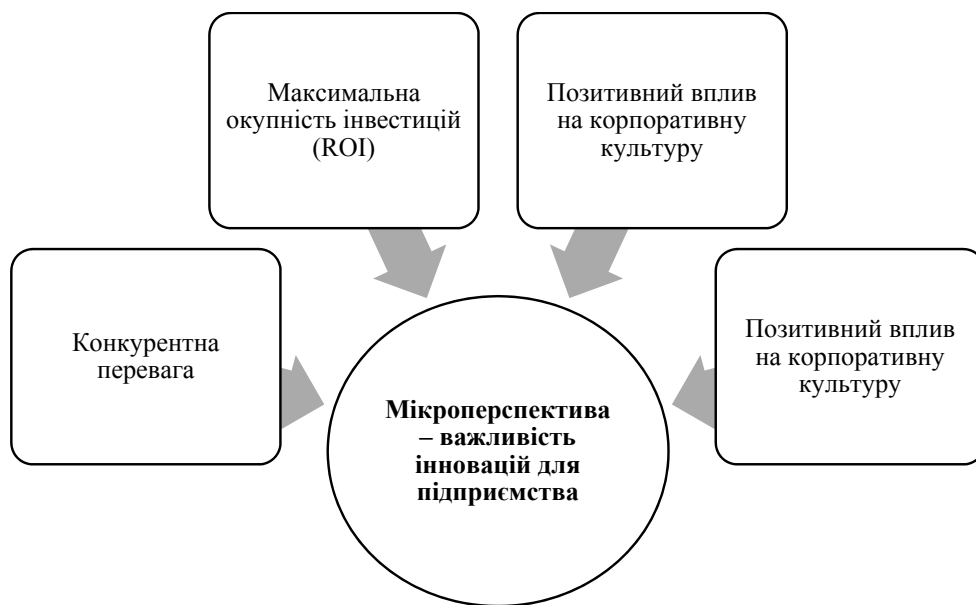 Максимальна
окупність інвестицій
(ROI)
Позитивний вплив
на корпоративну
культуру
Конкурентна
перевага
Позитивний вплив
на корпоративну
культуру
Мікроперспектива
– важливість
інновацій для
підприємства